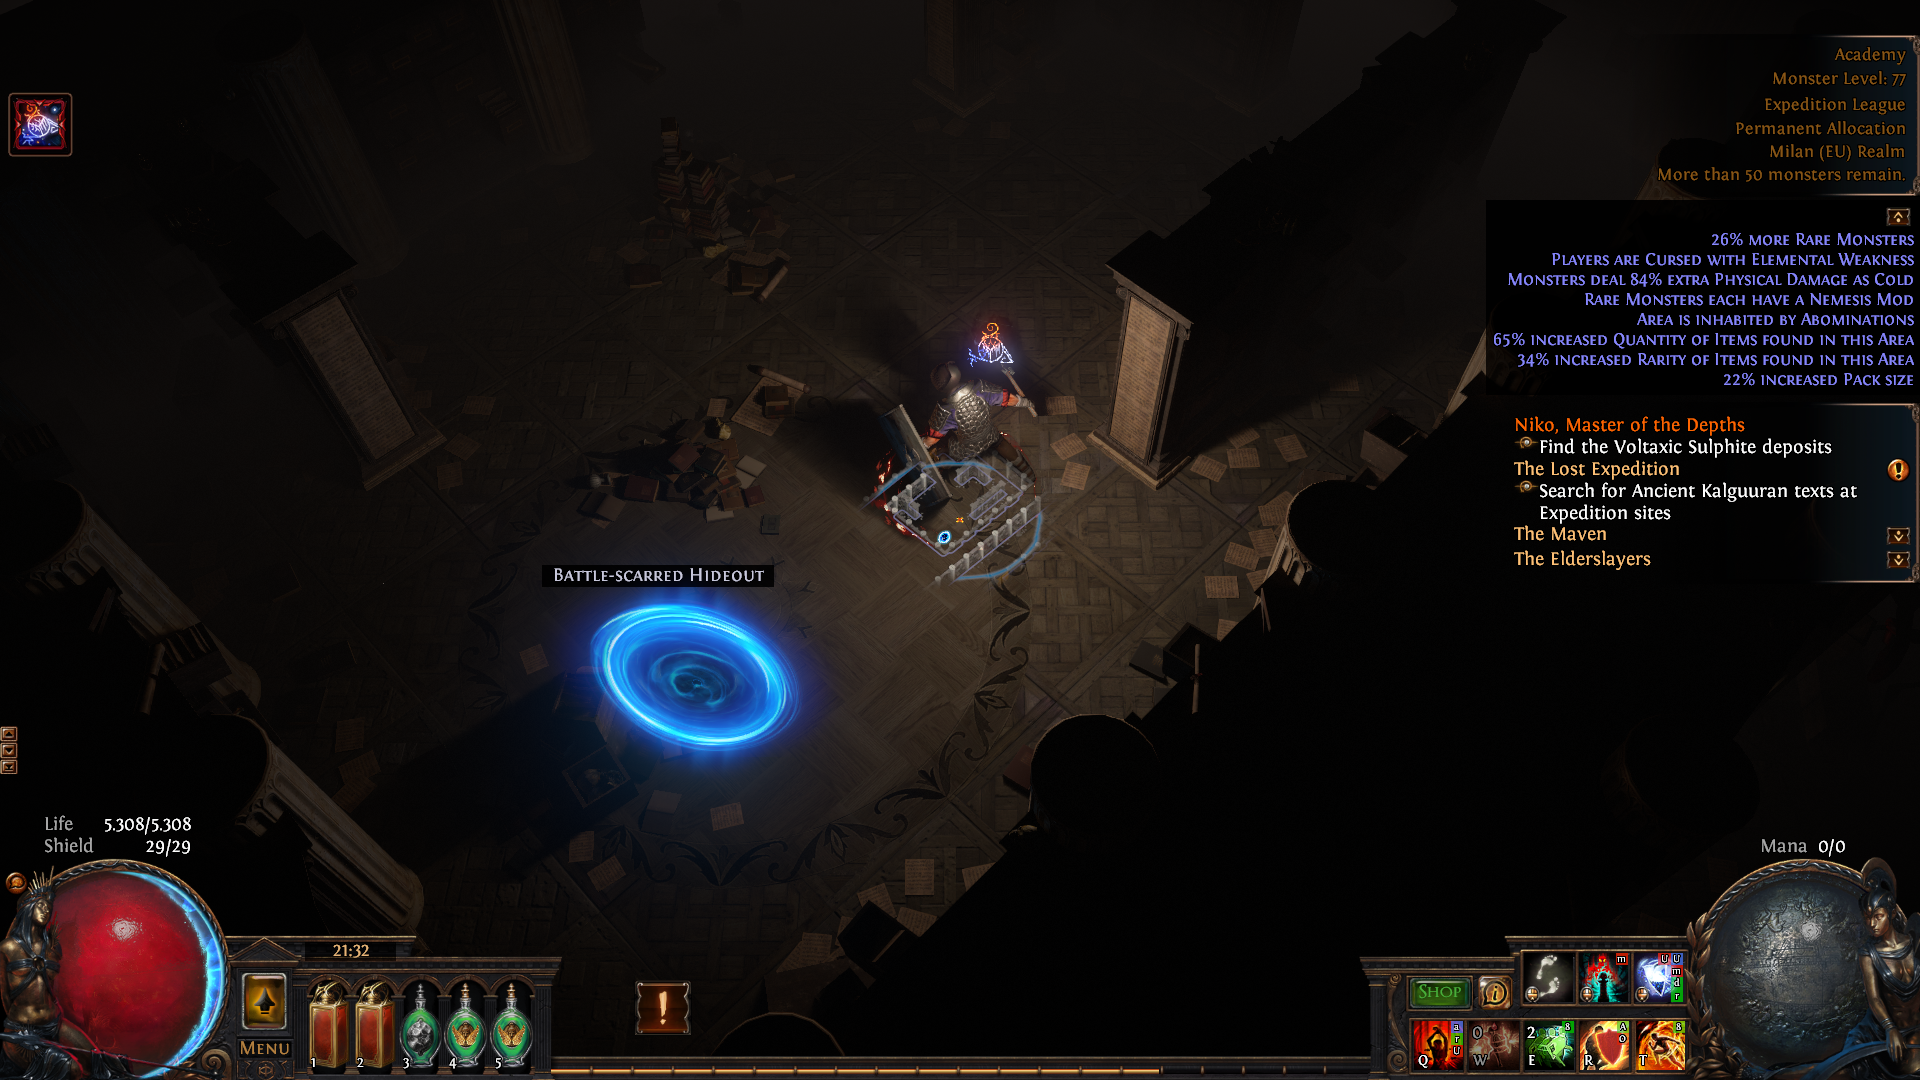 Academy
Monster Level: 77
Expedition League
Permanent Allocation
Milan (EU) Realm
More than 50 monsters remain.
26% more Rare Monsters
Players are Cursed with Elemental Weakness
Monsters deal 84% extra Physical Damage as Cold
Rare Monsters each have a Nemesis Mod
Area is inhabited by Abominations
65% increased Quantity of Items found in this Area
34% increased Rarity of Items found in this Area
22% increased Pack size
Niko, Master of the Depths
Find the Voltaxic Sulphite deposits
The Lost Expedition
Search for Ancient Kalguuran texts at
Expedition sites
The Maven
The Elderslayers
Battle-scarred Hideout
Life 5.308/5.308
Shield 29/29
Mana 0/0
21:32
Menu
1 2 3 4 5
!
Shop
m U U m d r
Q a r U 0 W 2 8 E A o R 8 T